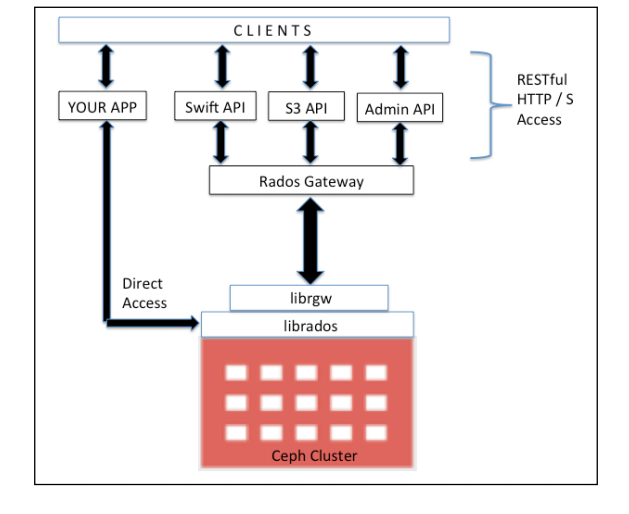 CLIENTS
YOUR APP
Swift API
S3 API
Admin API
RESTful
HTTP / S
Access
Rados Gateway
Direct
Access
librgw
librados
Ceph Cluster